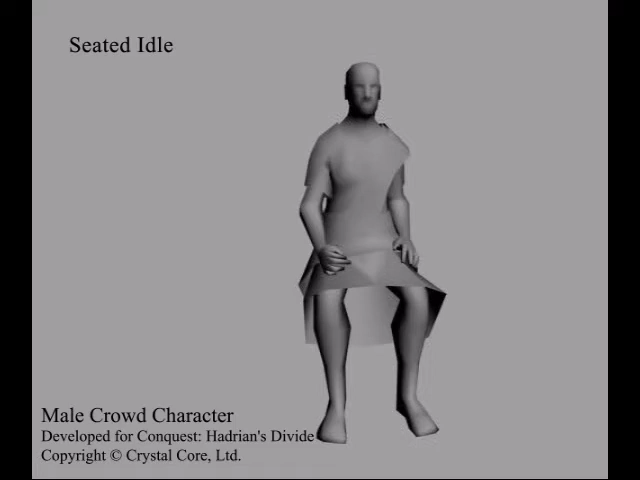 Seated Idle
Male Crowd Character
Developed for Conquest: Hadrian's Divide
Copyright © Crystal Core, Ltd.